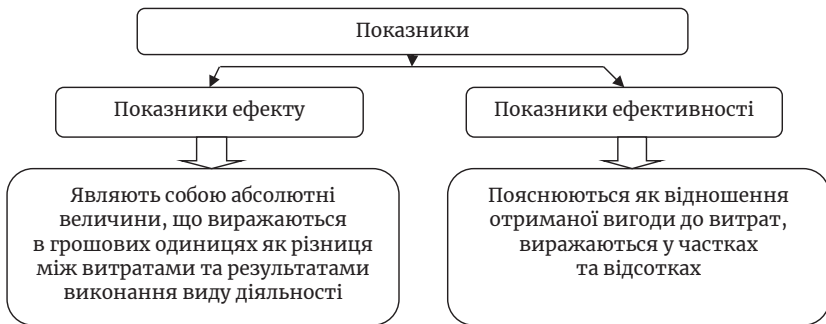 Показники
Показники ефекту
Показники ефективності
Являють собою абсолютні
величини, що виражаються
в грошових одиницях як різниця
між витратами та результатами
виконання виду діяльності
Пояснюються як відношення
отриманої вигоди до витрат,
виражаються у частках
та відсотках